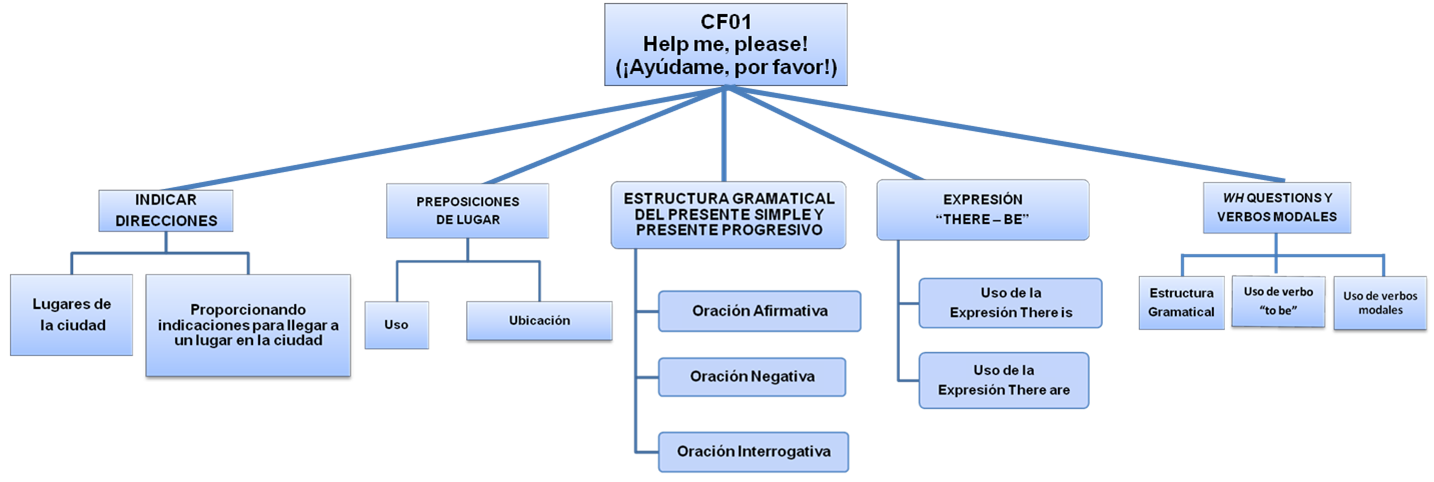 CF01
Help me, please!
(¡Ayúdame, por favor!)
INDICAR
DIRECCIONES
Lugares de
la ciudad
Proporcionando
indicaciones para llegar a
un lugar en la ciudad
PREPOSICIONES
DE LUGAR
Uso
Ubicación
ESTRUCTURA GRAMATICAL
DEL PRESENTE SIMPLE Y
PRESENTE PROGRESIVO
Oración Afirmativa
Oración Negativa
Oración Interrogativa
EXPRESIÓN
“THERE – BE”
Uso de la
Expresión There is
Uso de la
Expresión There are
WH QUESTIONS Y
VERBOS MODALES
Estructura
Gramatical
Uso de verbo
“to be”
Uso de verbos
modales